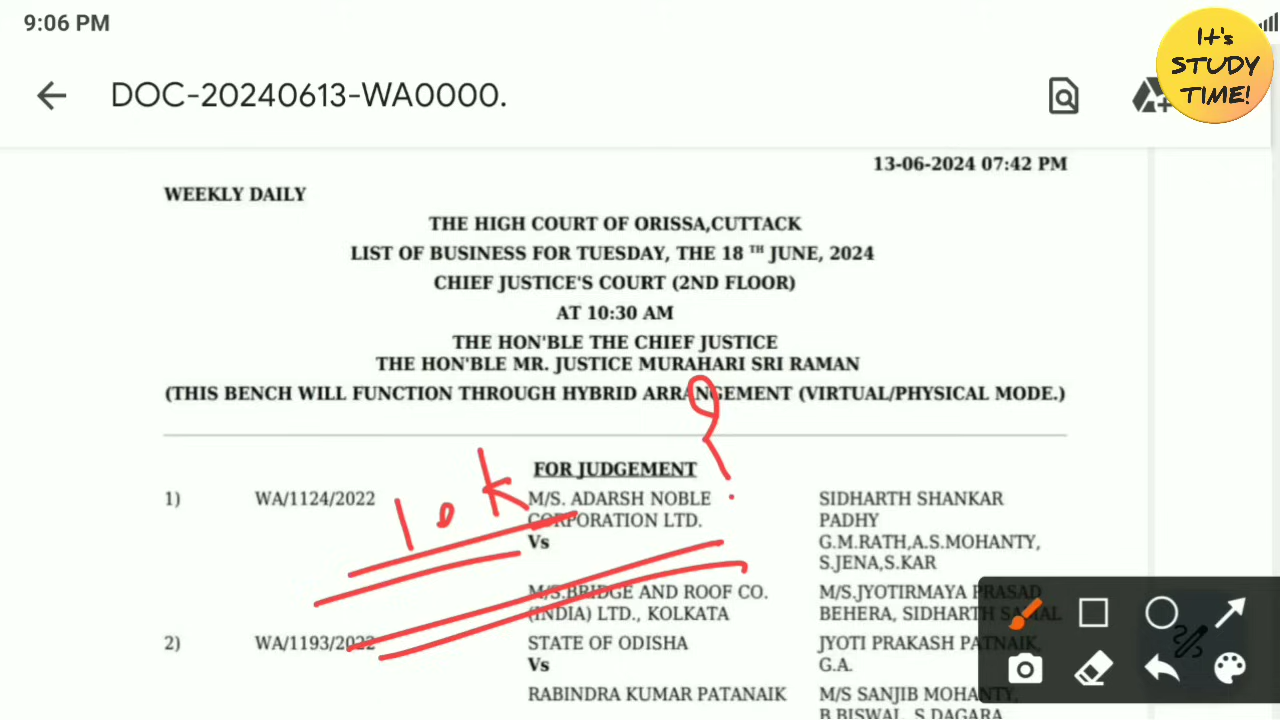 9:06 PM
It's
STUDY
TIME!
DOC-20240613-WA0000.
13-06-2024 07:42 PM
WEEKLY DAILY
THE HIGH COURT OF ORISSA,CUTTACK
LIST OF BUSINESS FOR TUESDAY, THE 18 TH JUNE, 2024
CHIEF JUSTICE'S COURT (2ND FLOOR)
AT 10:30 AM
THE HON'BLE THE CHIEF JUSTICE
THE HON'BLE MR. JUSTICE MURAHARI SRI RAMAN
(THIS BENCH WILL FUNCTION THROUGH HYBRID ARRANGEMENT (VIRTUAL/PHYSICAL MODE.)
10k ?
FOR JUDGEMENT
1) WA/1124/2022 M/S. ADARSH NOBLE SIDHARTH SHANKAR
CORPORATION LTD. PADHY
Vs G.M.RATH,A.S.MOHANTY,
S.JENA,S.KAR
M/S.BRIDGE AND ROOF CO. M/S.JYOTIRMAYA PRASAD
(INDIA) LTD., KOLKATA BEHERA, SIDHARTH SAMAL
2) WA/1193/2022 STATE OF ODISHA JYOTI PRAKASH PATNAIK,
Vs G.A.
RABINDRA KUMAR PATANAIK M/S SANJIB MOHANTY,
B.BISWAL, S.DAGARA,